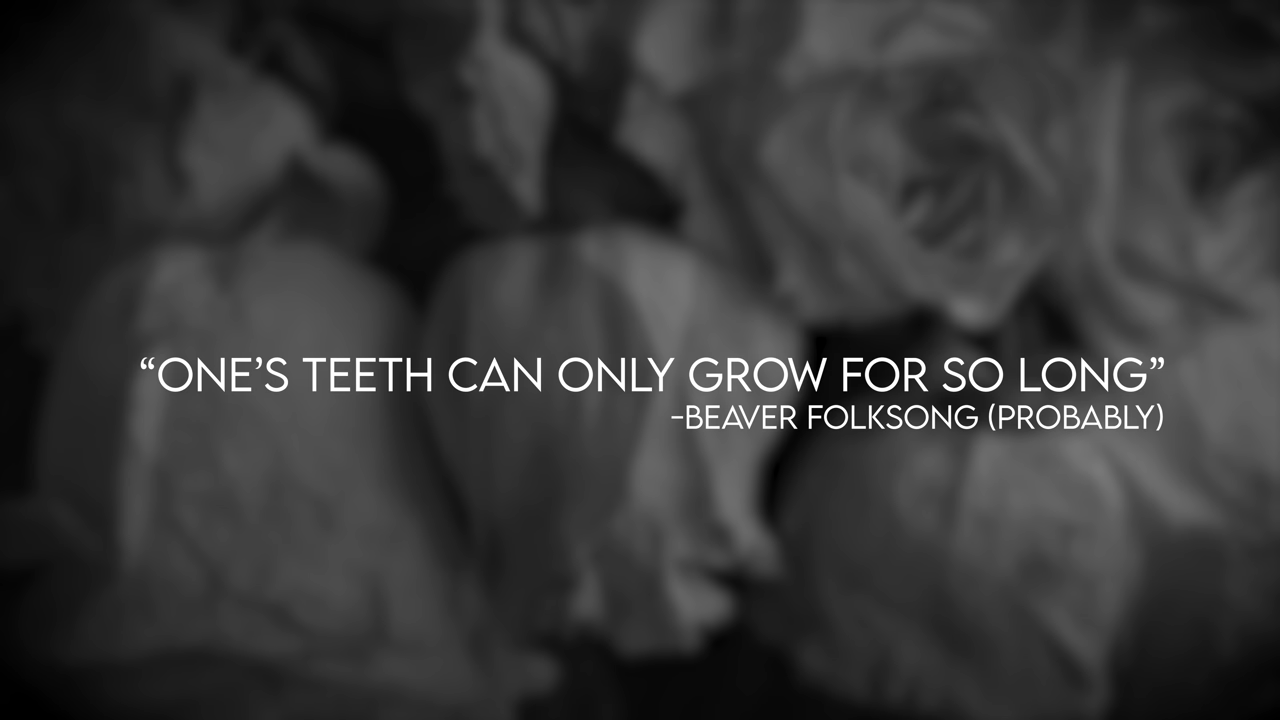 “ONE’S TEETH CAN ONLY GROW FOR SO LONG”
-BEAVER FOLKSONG (PROBABLY)